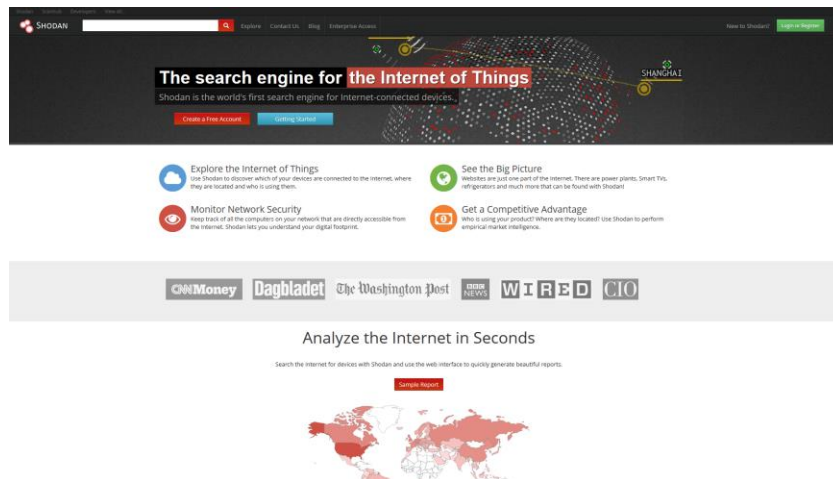 Shodan Scanhub Developers View All
SHODAN Explore Contact Us Blog Enterprise Access New to Shodan? Login or Register
SHANGHAI
The search engine for the Internet of Things
Shodan is the world's first search engine for Internet-connected devices.
Create a Free Account Getting Started
Explore the Internet of Things
Use Shodan to discover which of your devices are connected to the Internet, where
they are located and who is using them.
See the Big Picture
Websites are just one part of the Internet. There are power plants, Smart TVs,
refrigerators and much more that can be found with Shodan!
Monitor Network Security
Keep track of all the computers on your network that are directly accessible from
the Internet. Shodan lets you understand your digital footprint.
Get a Competitive Advantage
Who is using your product? Where are they located? Use Shodan to perform
empirical market intelligence.
CNNMoney Dagbladet The Washington Post BBC NEWS WIRED CIO
Analyze the Internet in Seconds
Search the Internet for devices with Shodan and use the web interface to quickly generate beautiful reports.
Sample Report